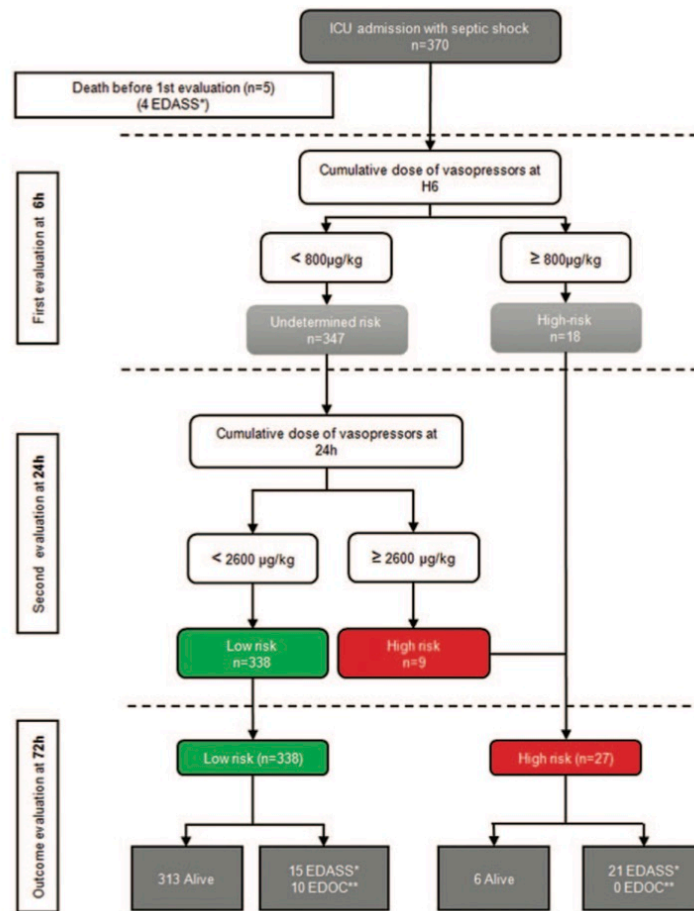 ICU admission with septic shock
n=370
Death before 1st evaluation (n=5)
(4 EDASS*)
First evaluation at 6h
Cumulative dose of vasopressors at
H6
< 800µg/kg
≥ 800µg/kg
Undetermined risk
n=347
High-risk
n=18
Second evaluation at 24h
Cumulative dose of vasopressors at
24h
< 2600 µg/kg
≥ 2600 µg/kg
Low risk
n=338
High risk
n=9
Outcome evaluation at 72h
Low risk (n=338)
High risk (n=27)
313 Alive
15 EDASS*
10 EDOC**
6 Alive
21 EDASS*
0 EDOC**